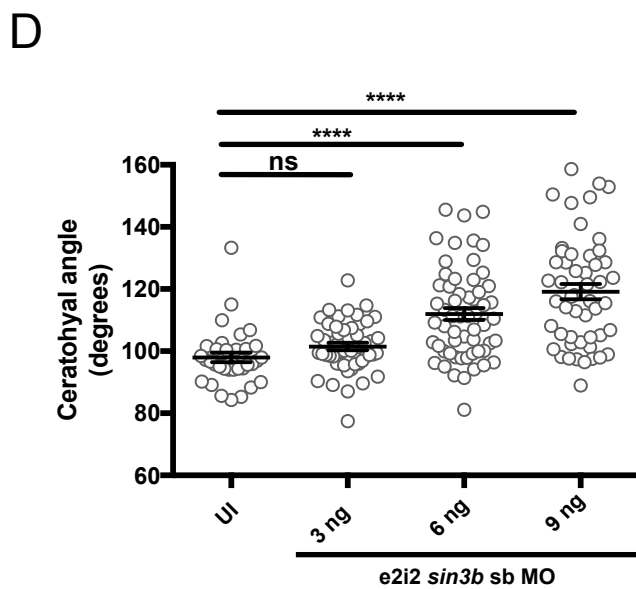 D
****
****
ns
160
140
120
100
80
60
Ceratohyal angle
(degrees)
UI
3 ng
6 ng
9 ng
e2i2 sin3b sb MO